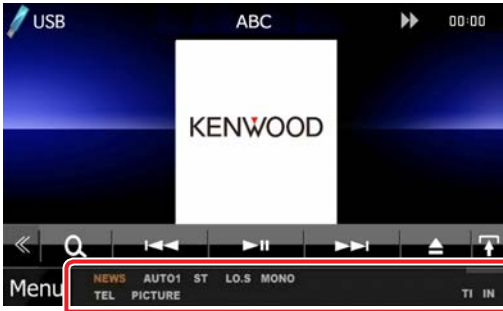 USB ABC 00:00
KENWOOD
Menu
NEWS AUTO1 ST LO.S MONO
TEL PICTURE TI IN